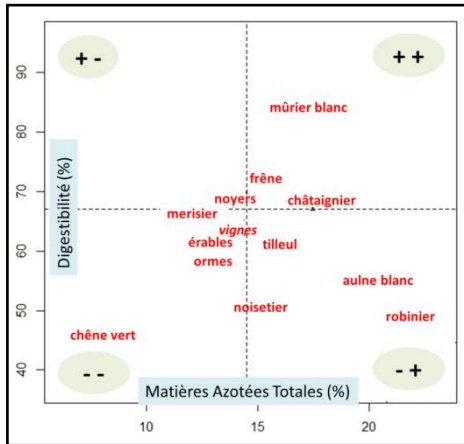 + -
+ +
90
mûrier blanc
80
Digestibilité (%)
frêne
70
noyers
châtaignier
merisier
vignes
60
érables
tilleul
ormes
aulne blanc
50
noisetier
robinier
chêne vert
40
- -
- +
Matières Azotées Totales (%)
10
15
20